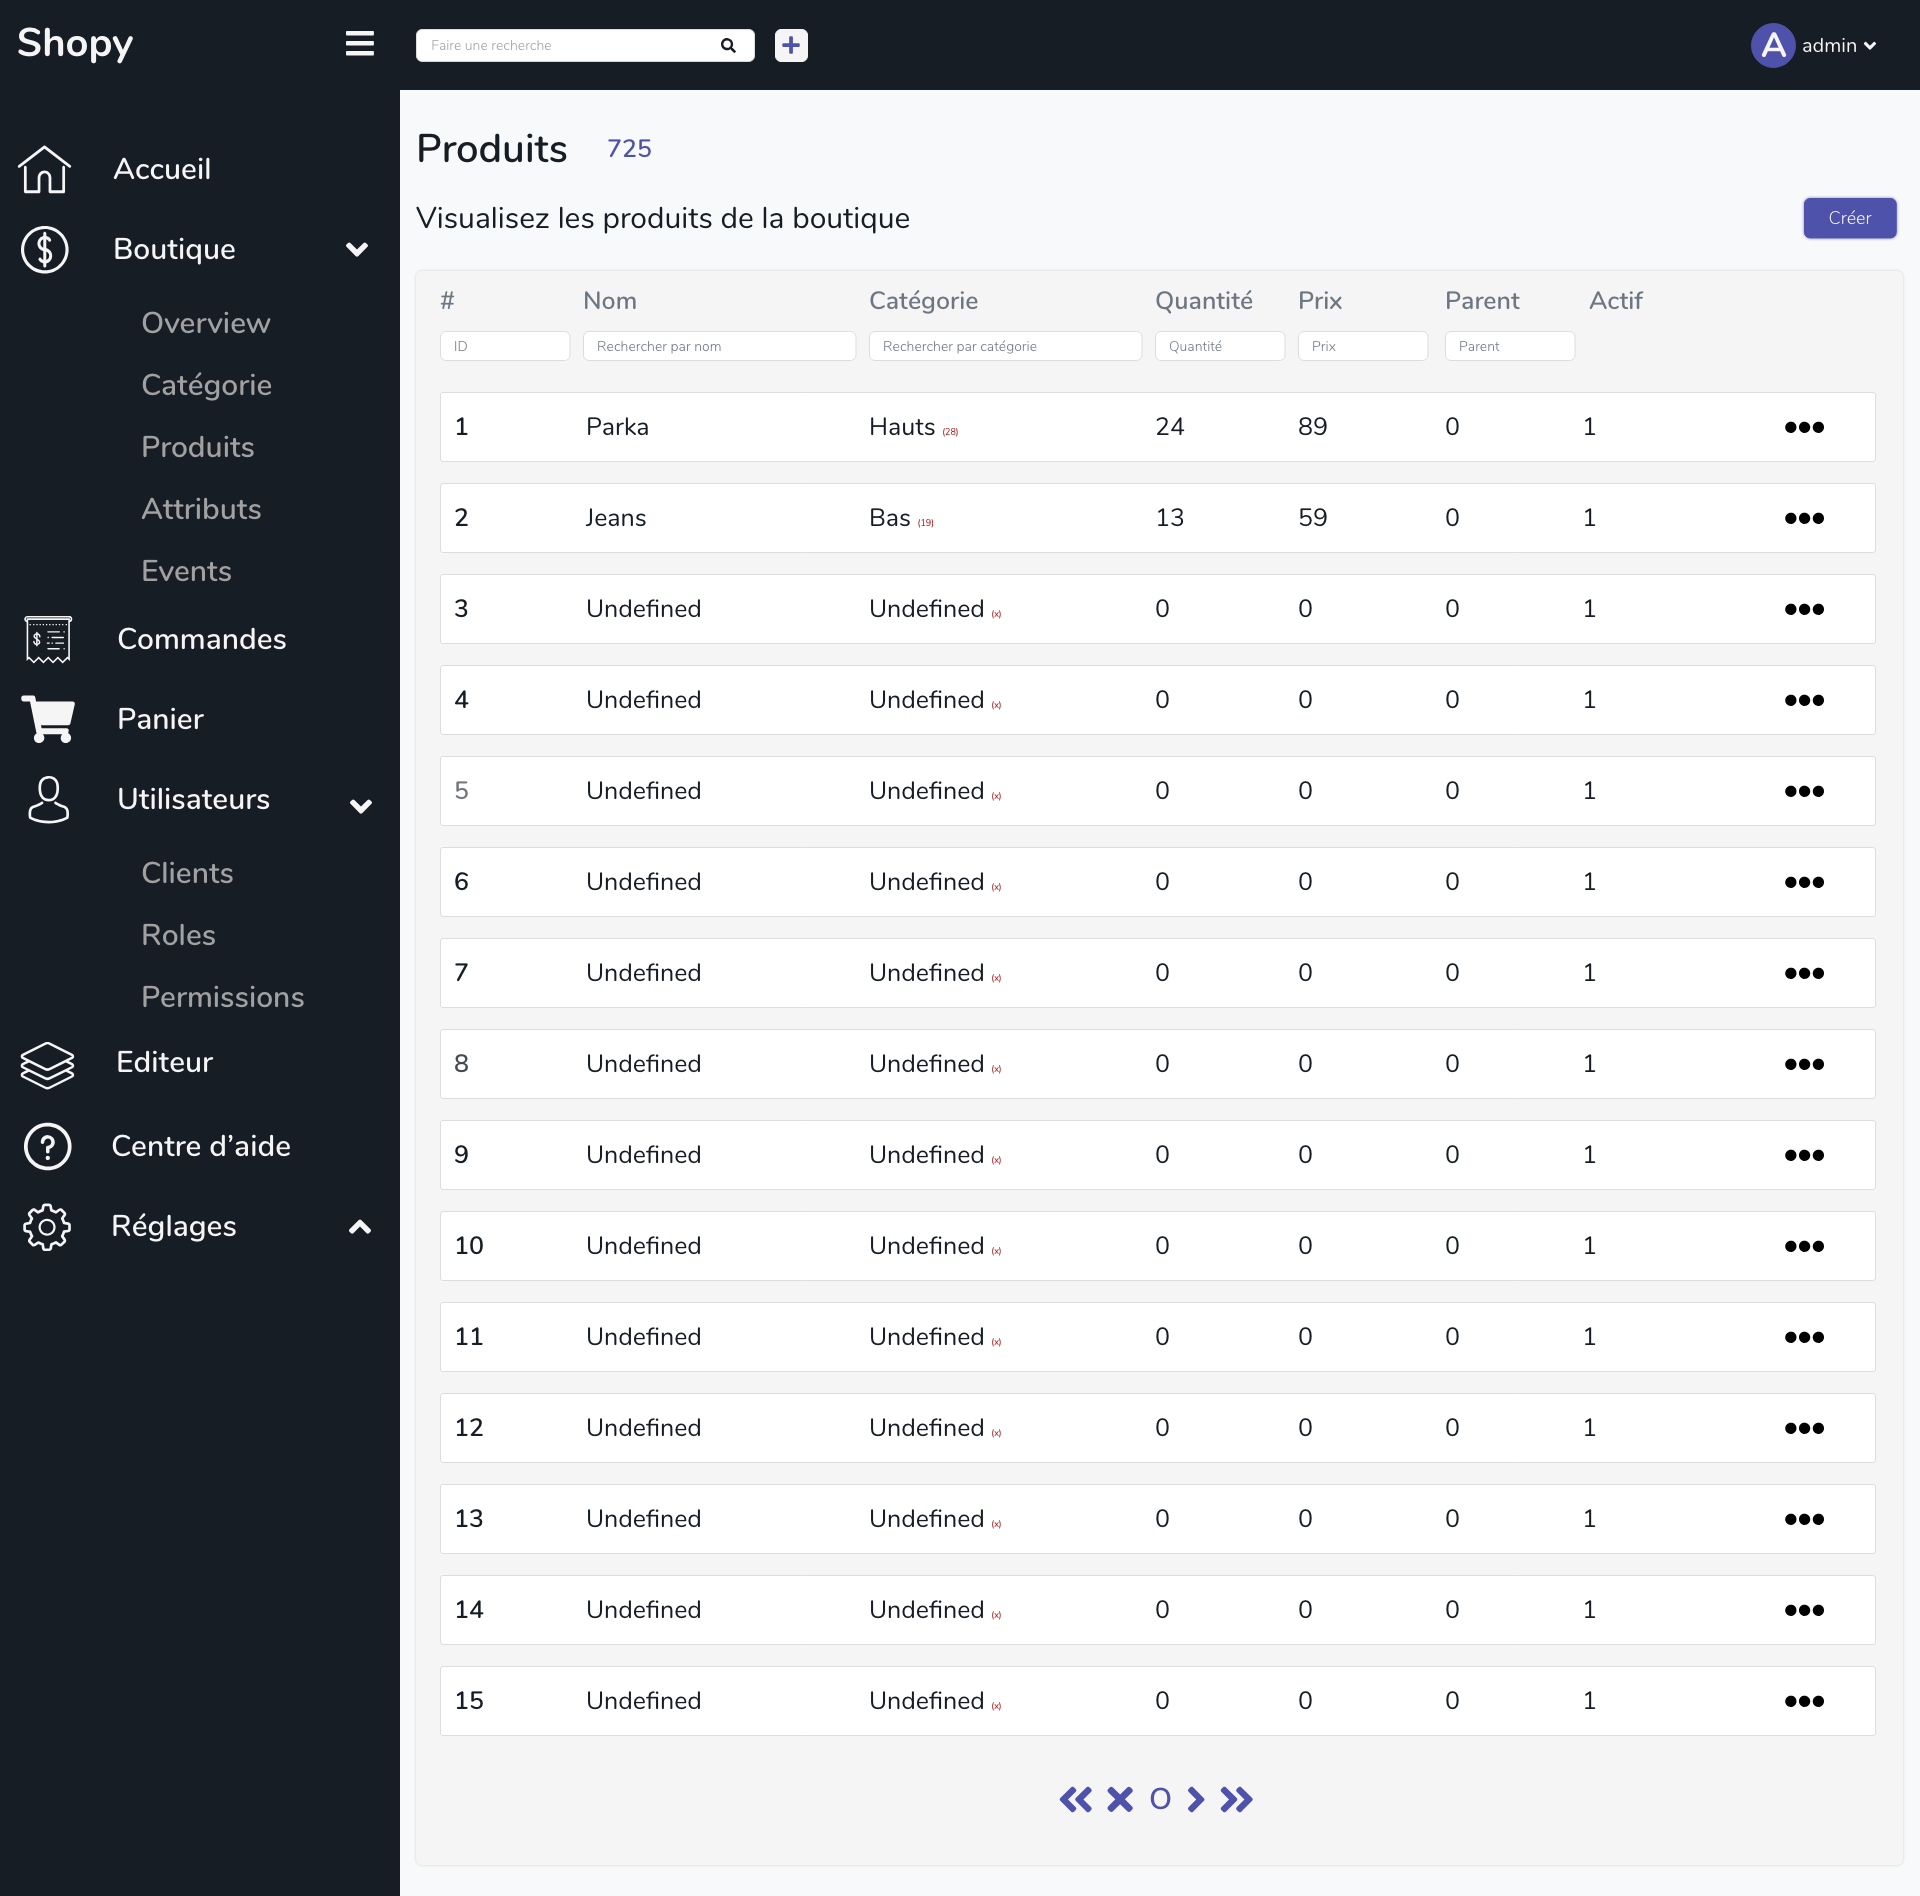 Shopy
Faire une recherche
A admin
Accueil
Boutique
Overview
Catégorie
Produits
Attributs
Events
Commandes
Panier
Utilisateurs
Clients
Roles
Permissions
Editeur
Centre d’aide
Réglages
Produits 725
Visualisez les produits de la boutique
Créer
# Nom Catégorie Quantité Prix Parent Actif
ID Rechercher par nom Rechercher par catégorie Quantité Prix Parent
1 Parka Hauts (28) 24 89 0 1
2 Jeans Bas (19) 13 59 0 1
3 Undefined Undefined (x) 0 0 0 1
4 Undefined Undefined (x) 0 0 0 1
5 Undefined Undefined (x) 0 0 0 1
6 Undefined Undefined (x) 0 0 0 1
7 Undefined Undefined (x) 0 0 0 1
8 Undefined Undefined (x) 0 0 0 1
9 Undefined Undefined (x) 0 0 0 1
10 Undefined Undefined (x) 0 0 0 1
11 Undefined Undefined (x) 0 0 0 1
12 Undefined Undefined (x) 0 0 0 1
13 Undefined Undefined (x) 0 0 0 1
14 Undefined Undefined (x) 0 0 0 1
15 Undefined Undefined (x) 0 0 0 1
O